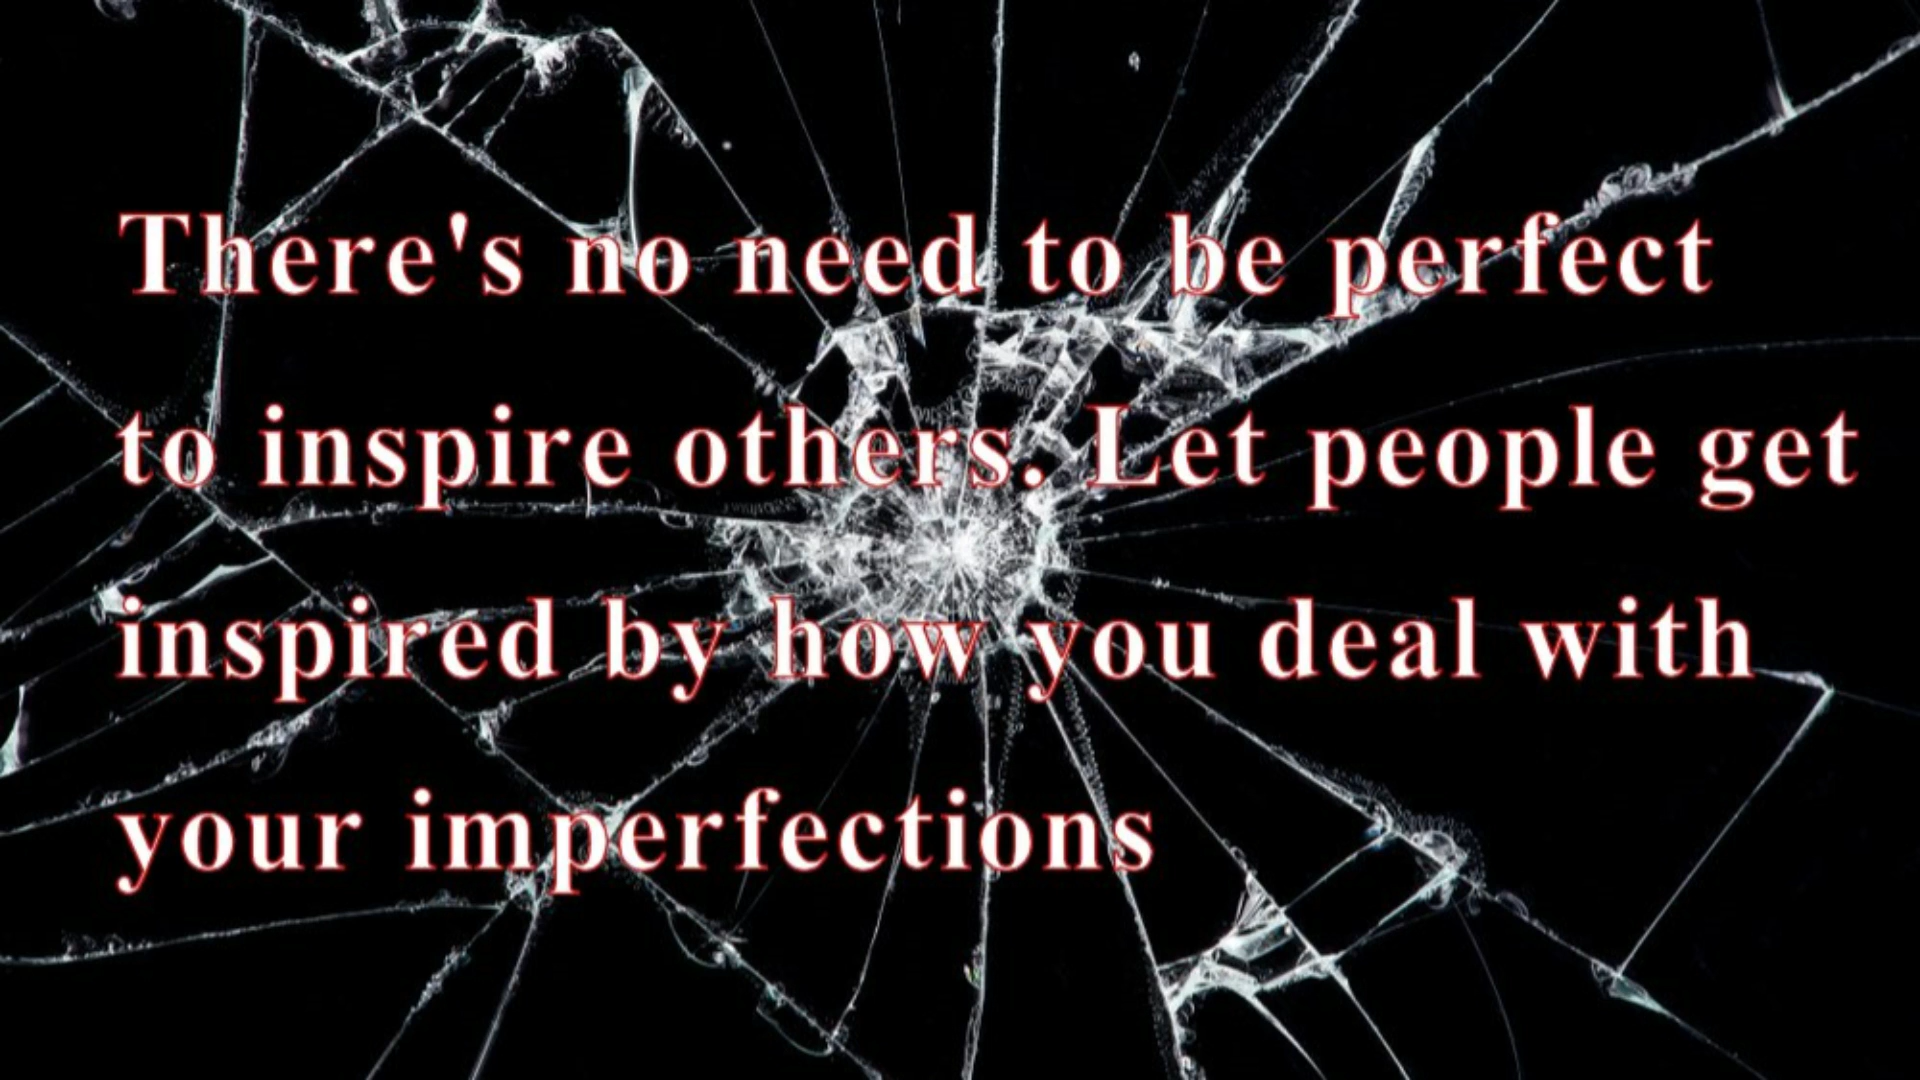 There's no need to be perfect
to inspire others. Let people get
inspired by how you deal with
your imperfections